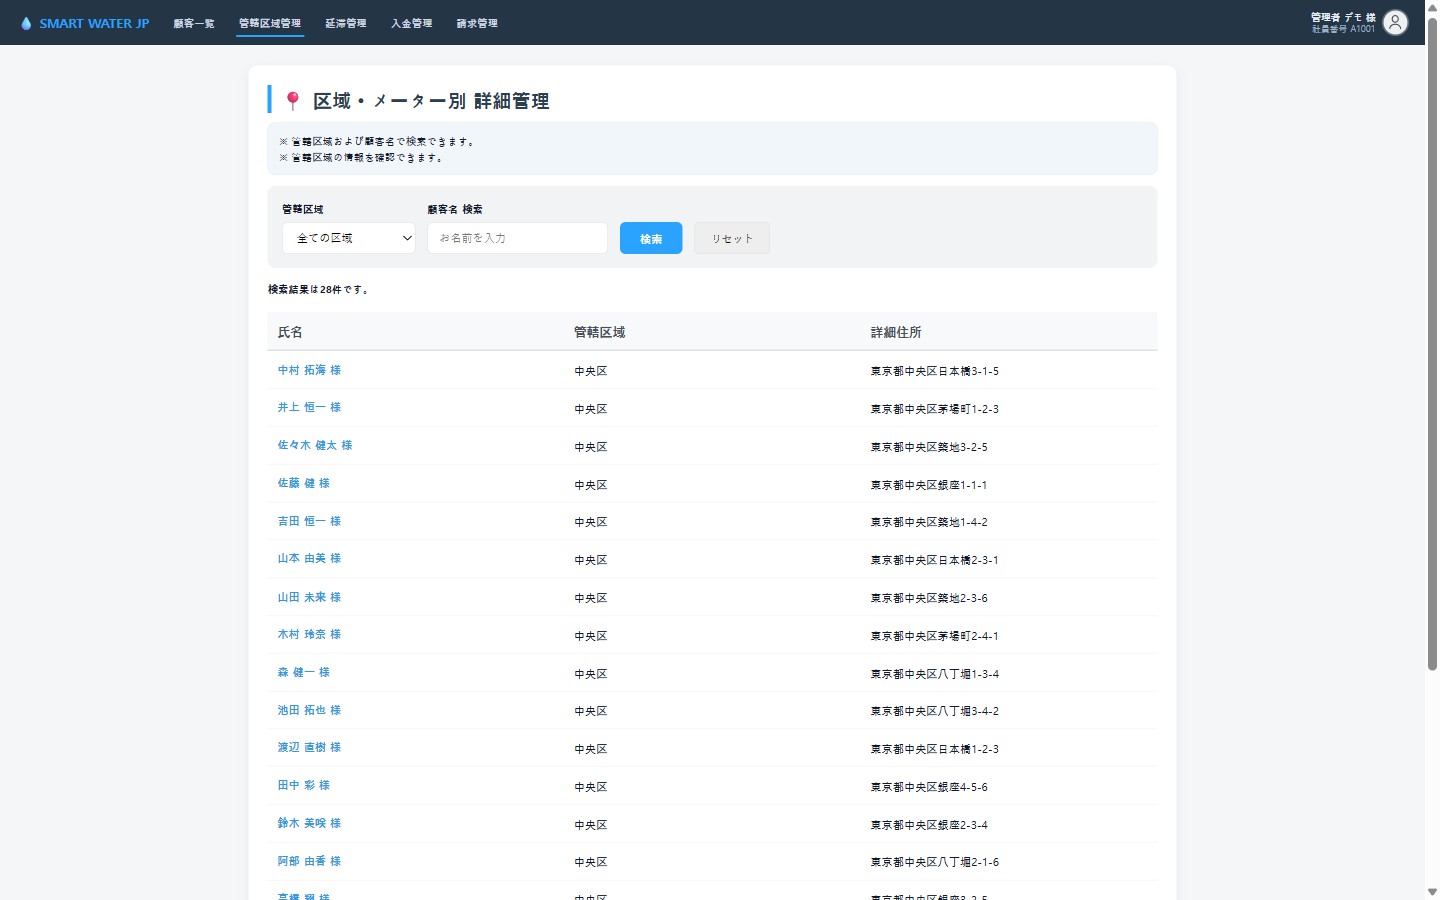 SMART WATER JP 顧客一覧 管轄区域管理 延滞管理 入金管理 請求管理
管理者 デモ 様
社員番号 A1001
区域・メーター別 詳細管理
※ 管轄区域および顧客名で検索できます。
※ 管轄区域の情報を確認できます。
管轄区域 顧客名 検索
全ての区域 お名前を入力 検索 リセット
検索結果は28件です。
氏名 管轄区域 詳細住所
中村 拓海 様 中央区 東京都中央区日本橋3-1-5
井上 恒一 様 中央区 東京都中央区茅場町1-2-3
佐々木 健太 様 中央区 東京都中央区築地3-2-5
佐藤 健 様 中央区 東京都中央区銀座1-1-1
吉田 恒一 様 中央区 東京都中央区築地1-4-2
山本 由美 様 中央区 東京都中央区日本橋2-3-1
山田 未来 様 中央区 東京都中央区築地2-3-6
木村 玲奈 様 中央区 東京都中央区茅場町2-4-1
森 健一 様 中央区 東京都中央区八丁堀1-3-4
池田 拓也 様 中央区 東京都中央区八丁堀3-4-2
渡辺 直樹 様 中央区 東京都中央区日本橋1-2-3
田中 彩 様 中央区 東京都中央区銀座4-5-6
鈴木 美咲 様 中央区 東京都中央区銀座2-3-4
阿部 由香 様 中央区 東京都中央区八丁堀2-1-6